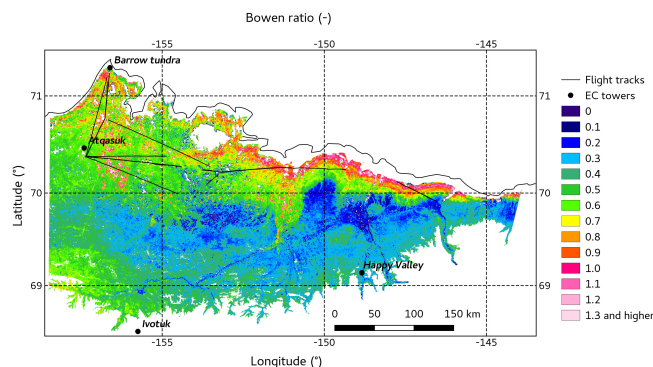 Bowen ratio (-)
-155 -150 -145
Barrow tundra
Flight tracks
EC towers
71 71
0
0.1
0.2
0.3
0.4
0.5
0.6
0.7
0.8
0.9
1.0
1.1
1.2
1.3 and higher
Atqasuk
Latitude (°)
70 70
Happy Valley
69 69
0 50 100 150 km
Ivotuk
-155 -150 -145
Longitude (°)